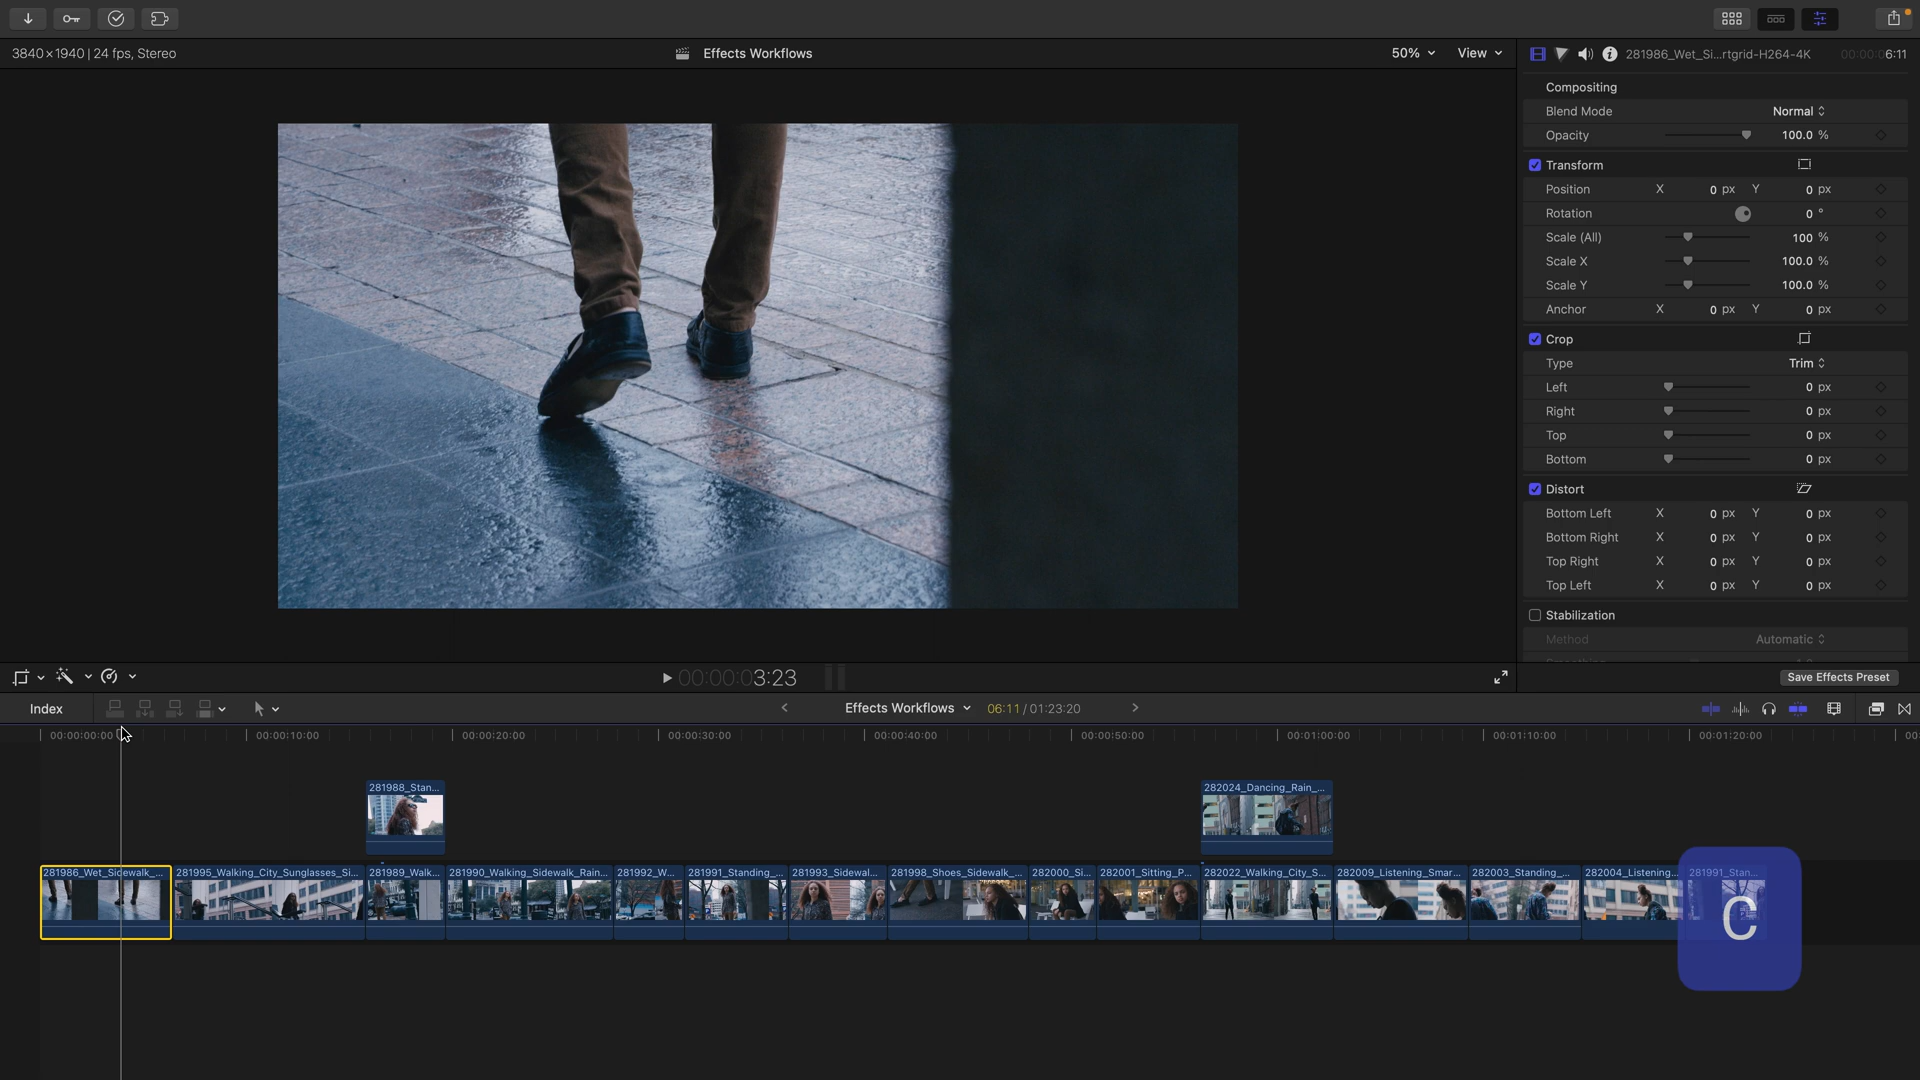 3840×1940 | 24 fps, Stereo
Effects Workflows
50%
View
281986_Wet_Si...rtgrid-H264-4K
00:00:06:11
Compositing
Blend Mode
Normal
Opacity
100.0 %
Transform
Position X 0 px Y 0 px
Rotation 0 °
Scale (All) 100 %
Scale X 100.0 %
Scale Y 100.0 %
Anchor X 0 px Y 0 px
Crop
Type Trim
Left 0 px
Right 0 px
Top 0 px
Bottom 0 px
Distort
Bottom Left X 0 px Y 0 px
Bottom Right X 0 px Y 0 px
Top Right X 0 px Y 0 px
Top Left X 0 px Y 0 px
Stabilization
Method Automatic
00:00:03:23
Save Effects Preset
Index
Effects Workflows
06:11 / 01:23:20
00:00:00:00
00:00:10:00
00:00:20:00
00:00:30:00
00:00:40:00
00:00:50:00
00:01:00:00
00:01:10:00
00:01:20:00
281988_Stan...
282024_Dancing_Rain_...
281986_Wet_Sidewalk_...
281995_Walking_City_Sunglasses_Si...
281989_Walk...
281990_Walking_Sidewalk_Rain...
281992_W...
281991_Standing_...
281993_Sidewal...
281998_Shoes_Sidewalk_...
282000_Si...
282001_Sitting_P...
282022_Walking_City_S...
282009_Listening_Smar...
282003_Standing_...
282004_Listening...
281991_Stan...
C